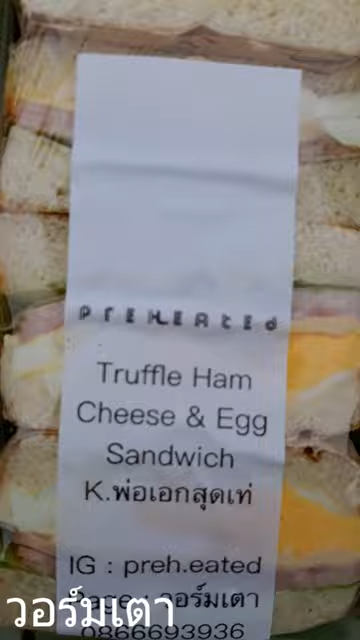 PREHEATEd
Truffle Ham
Cheese & Egg
Sandwich
K.พ่อเอกสุดเท่
IG : preh.eated
Page : วอร์มเตา
วอร์มเตา
0866693936